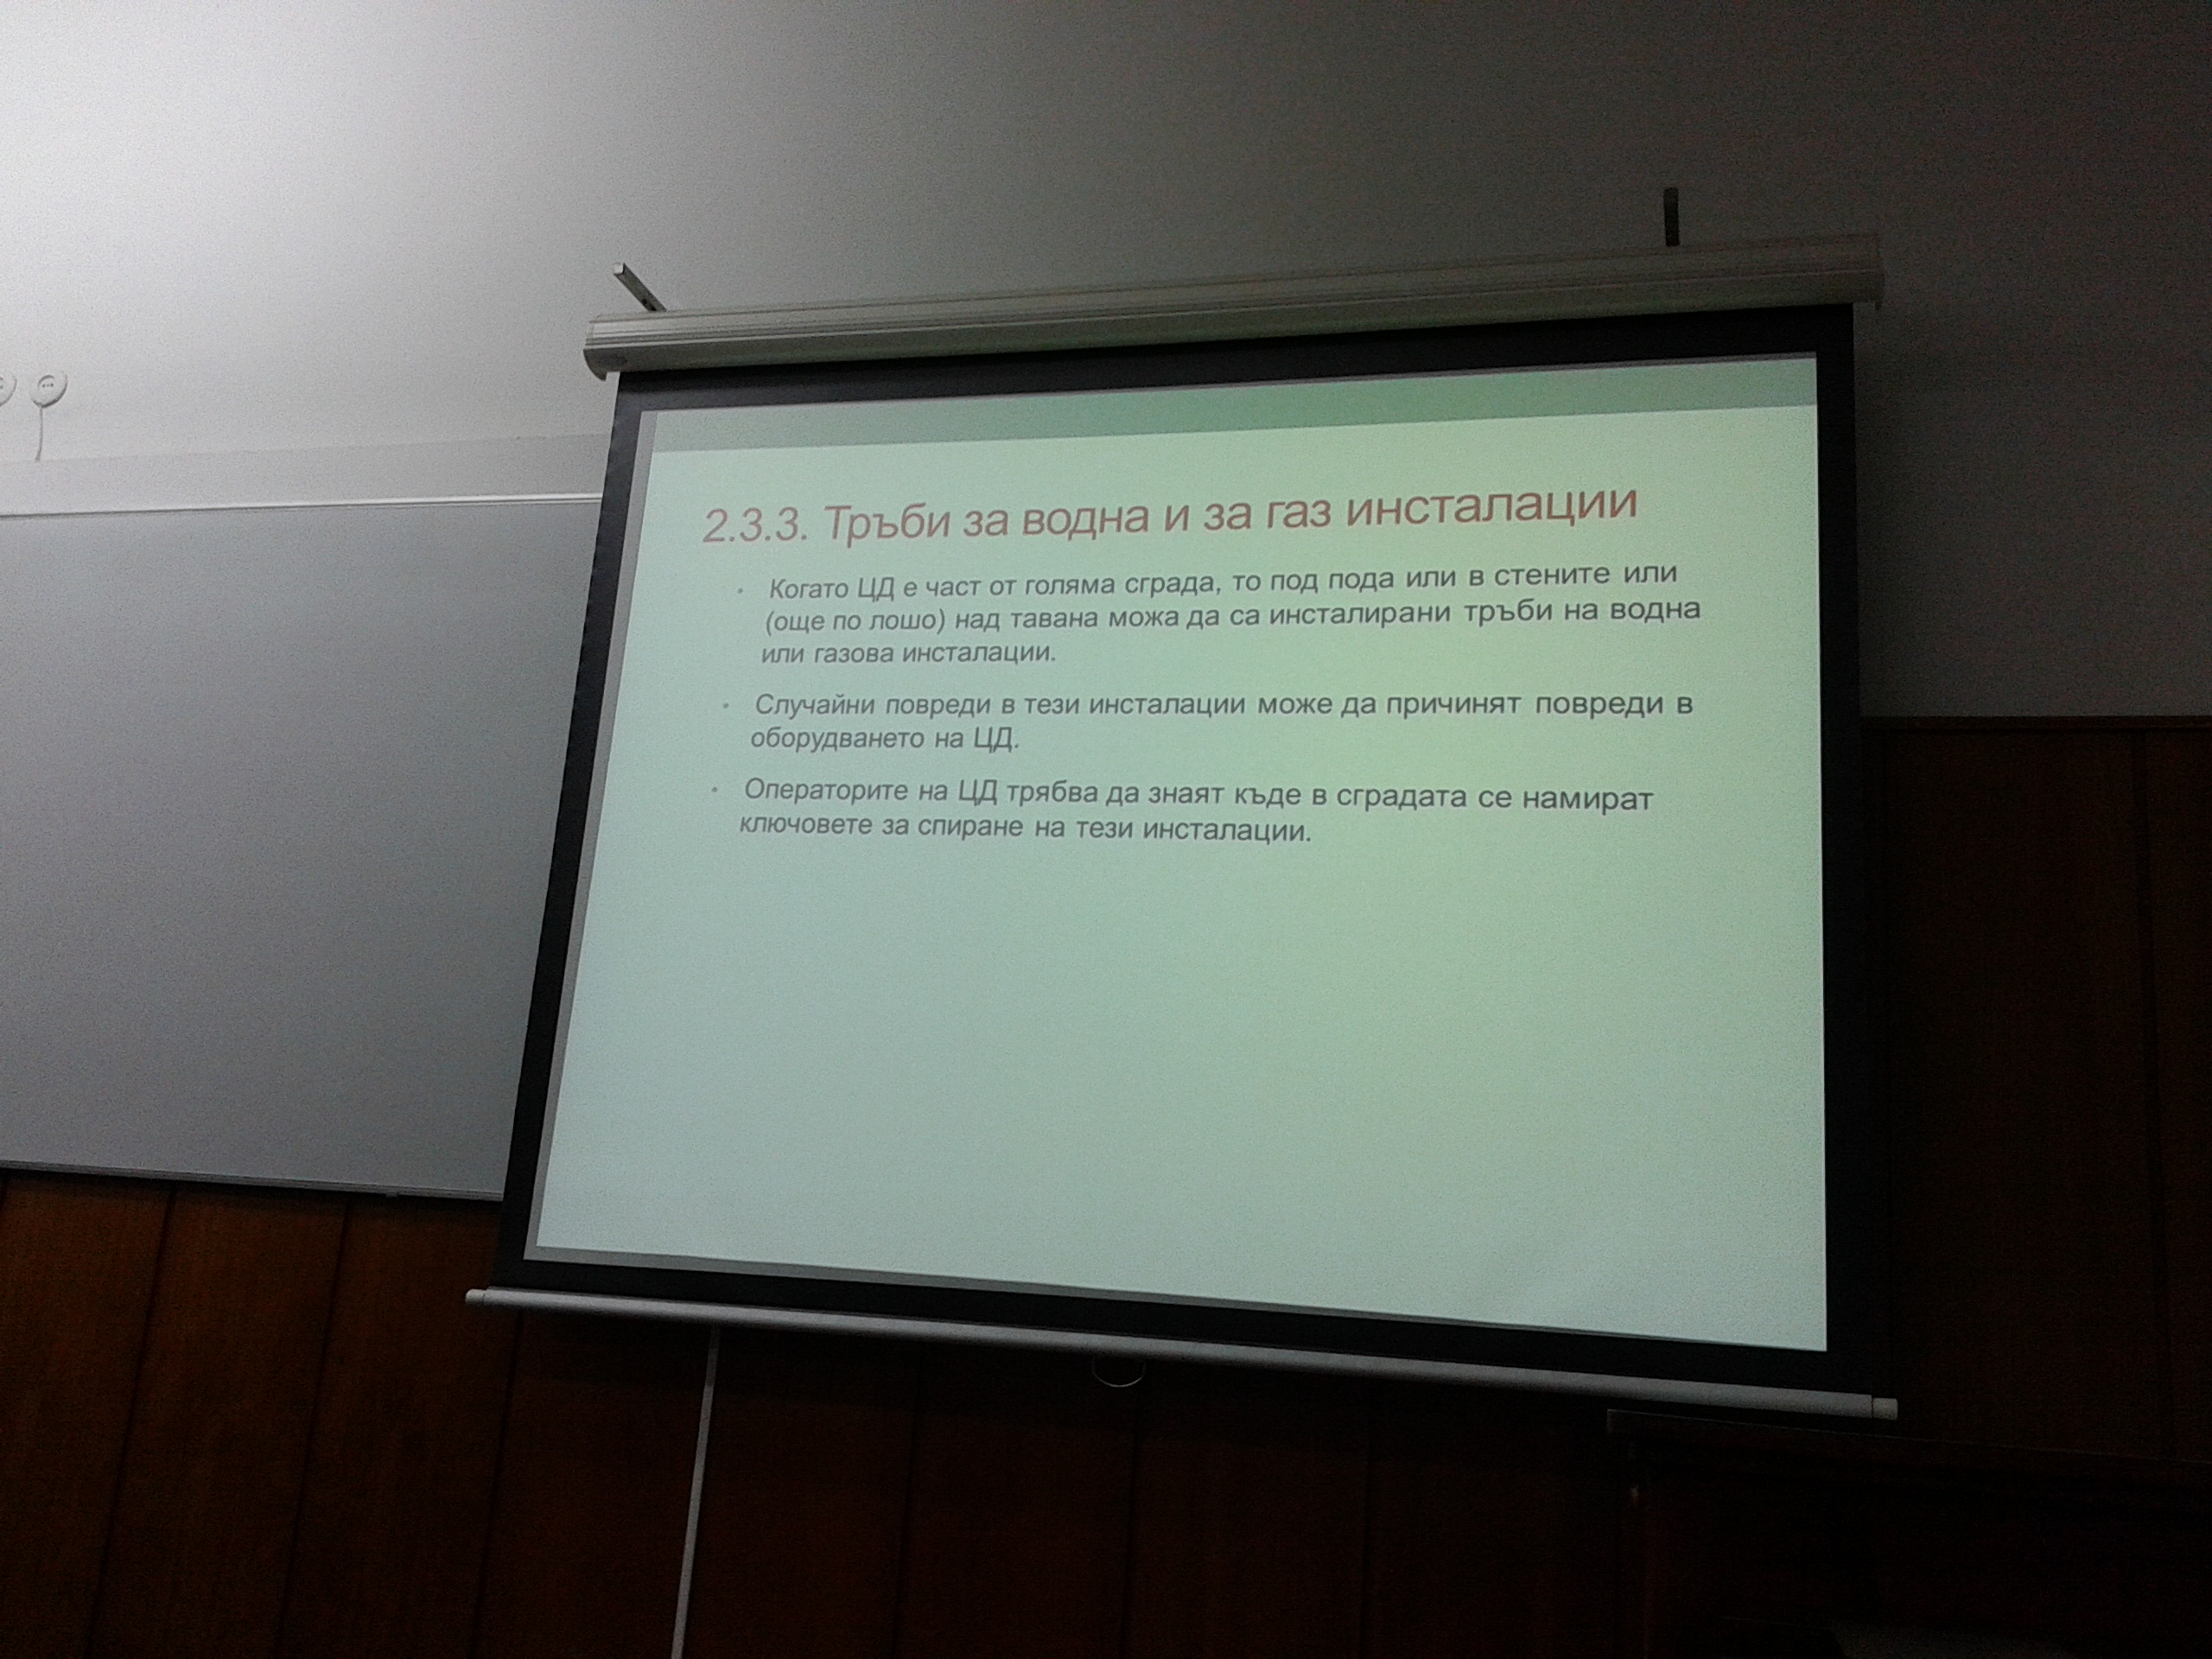 2.3.3. Тръби за водна и за газ инсталации
• Когато ЦД е част от голяма сграда, то под пода или в стените или
(още по лошо) над тавана можа да са инсталирани тръби на водна
или газова инсталации.
• Случайни повреди в тези инсталации може да причинят повреди в
оборудването на ЦД.
• Операторите на ЦД трябва да знаят къде в сградата се намират
ключовете за спиране на тези инсталации.